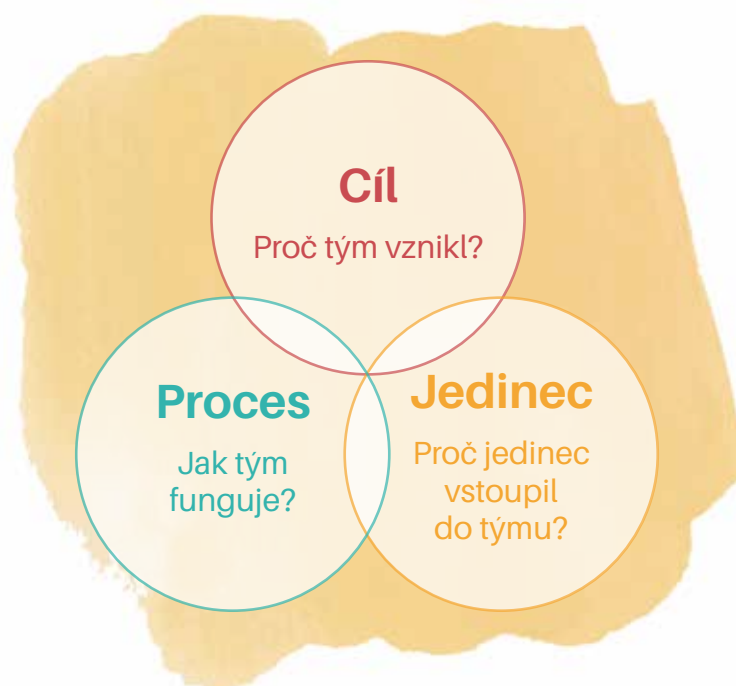 Cíl
Proč tým vznikl?
Proces
Jak tým
funguje?
Jedinec
Proč jedinec
vstoupil
do týmu?